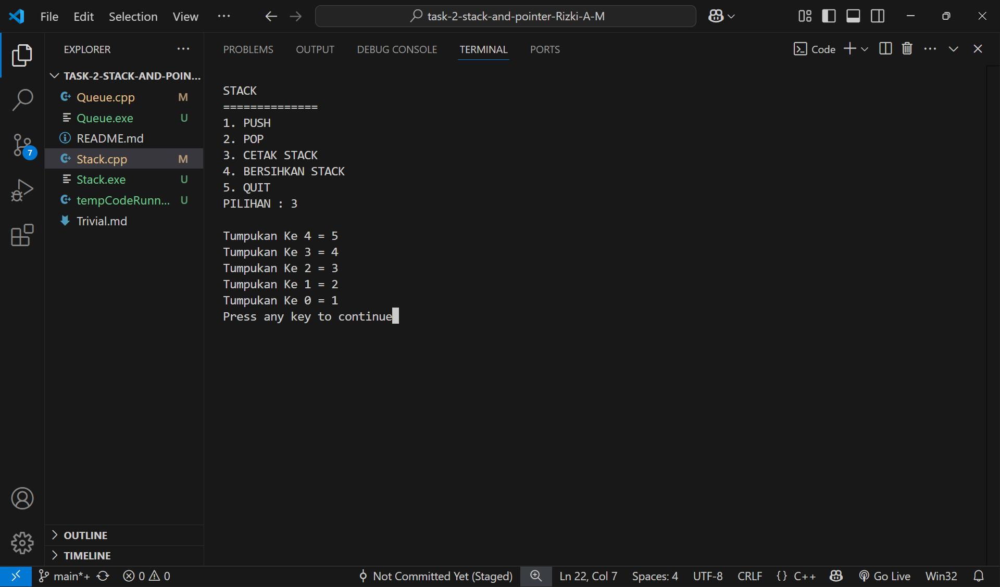 File Edit Selection View
task-2-stack-and-pointer-Rizki-A-M
EXPLORER
TASK-2-STACK-AND-POIN...
Queue.cpp M
Queue.exe U
README.md
Stack.cpp M
Stack.exe U
tempCodeRunn... U
Trivial.md
7
OUTLINE
TIMELINE
PROBLEMS OUTPUT DEBUG CONSOLE TERMINAL PORTS
Code
STACK
==============
1. PUSH
2. POP
3. CETAK STACK
4. BERSIHKAN STACK
5. QUIT
PILIHAN : 3
Tumpukan Ke 4 = 5
Tumpukan Ke 3 = 4
Tumpukan Ke 2 = 3
Tumpukan Ke 1 = 2
Tumpukan Ke 0 = 1
Press any key to continue
main*+ 0 0 Not Committed Yet (Staged) Ln 22, Col 7 Spaces: 4 UTF-8 CRLF {} C++ Go Live Win32